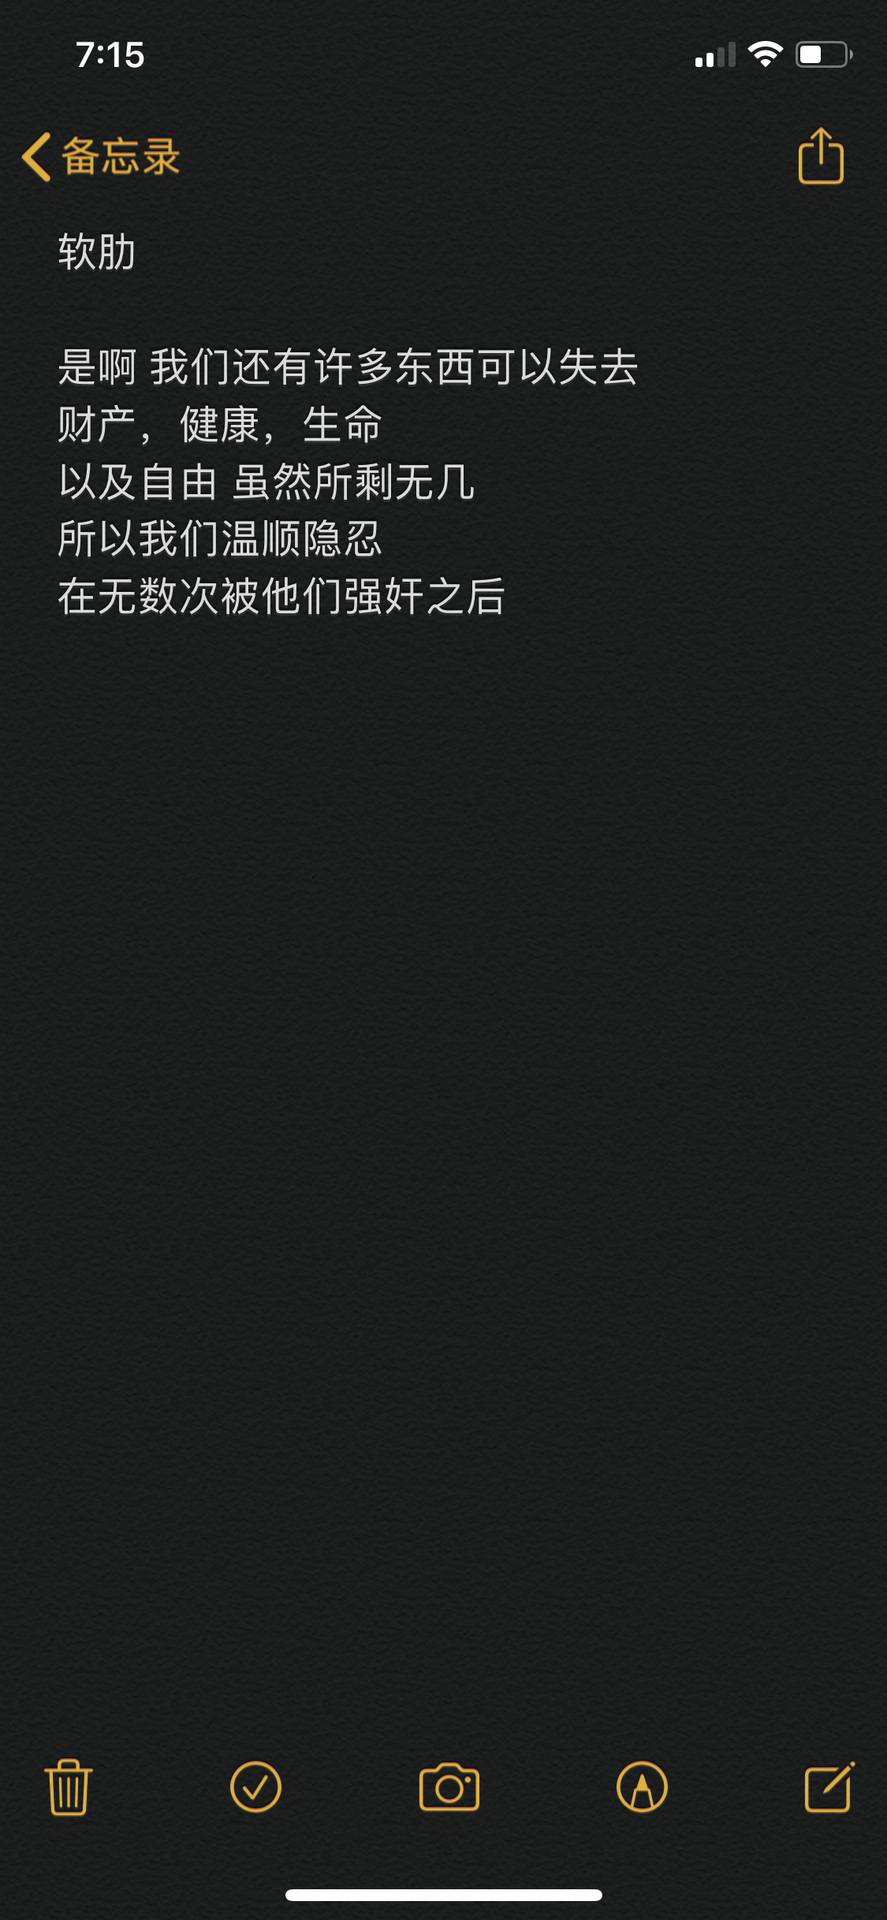 7:15
备忘录
软肋
是啊 我们还有许多东西可以失去
财产，健康，生命
以及自由 虽然所剩无几
所以我们温顺隐忍
在无数次被他们强奸之后